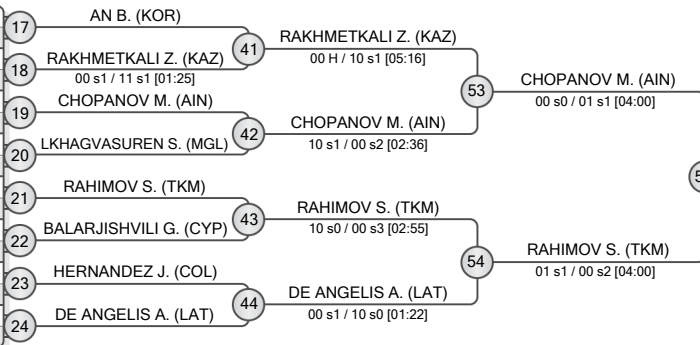 17
AN B. (KOR)
18
RAKHMETKALI Z. (KAZ)
00 s1 / 11 s1 [01:25]
41
RAKHMETKALI Z. (KAZ)
00 H / 10 s1 [05:16]
19
CHOPANOV M. (AIN)
20
LKHAGVASUREN S. (MGL)
42
CHOPANOV M. (AIN)
10 s1 / 00 s2 [02:36]
53
CHOPANOV M. (AIN)
00 s0 / 01 s1 [04:00]
21
RAHIMOV S. (TKM)
22
BALARJISHVILI G. (CYP)
43
RAHIMOV S. (TKM)
10 s0 / 00 s3 [02:55]
23
HERNANDEZ J. (COL)
24
DE ANGELIS A. (LAT)
44
DE ANGELIS A. (LAT)
00 s1 / 10 s0 [01:22]
54
RAHIMOV S. (TKM)
01 s1 / 00 s2 [04:00]